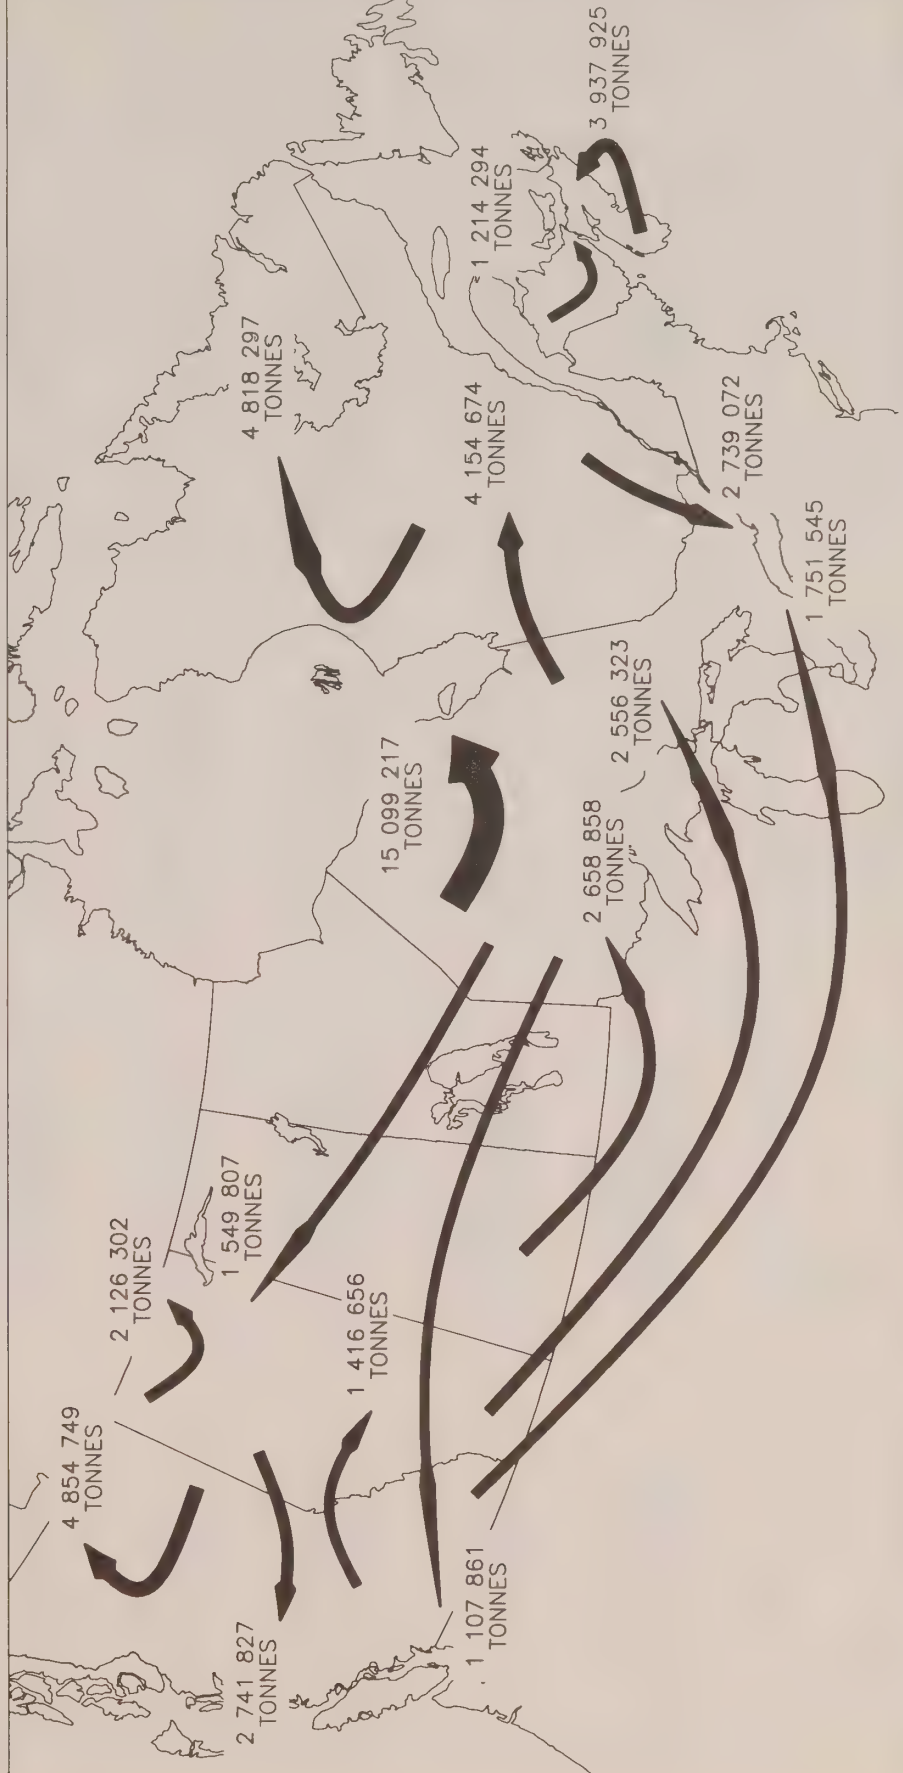 4 854 749
TONNES
2 126 302
TONNES
1 549 807
TONNES
2 741 827
TONNES
1 416 656
TONNES
1 107 861
TONNES
15 099 217
TONNES
4 818 297
TONNES
4 154 674
TONNES
1 214 294
TONNES
3 937 925
TONNES
2 658 858
TONNES
2 556 323
TONNES
2 739 072
TONNES
1 751 545
TONNES